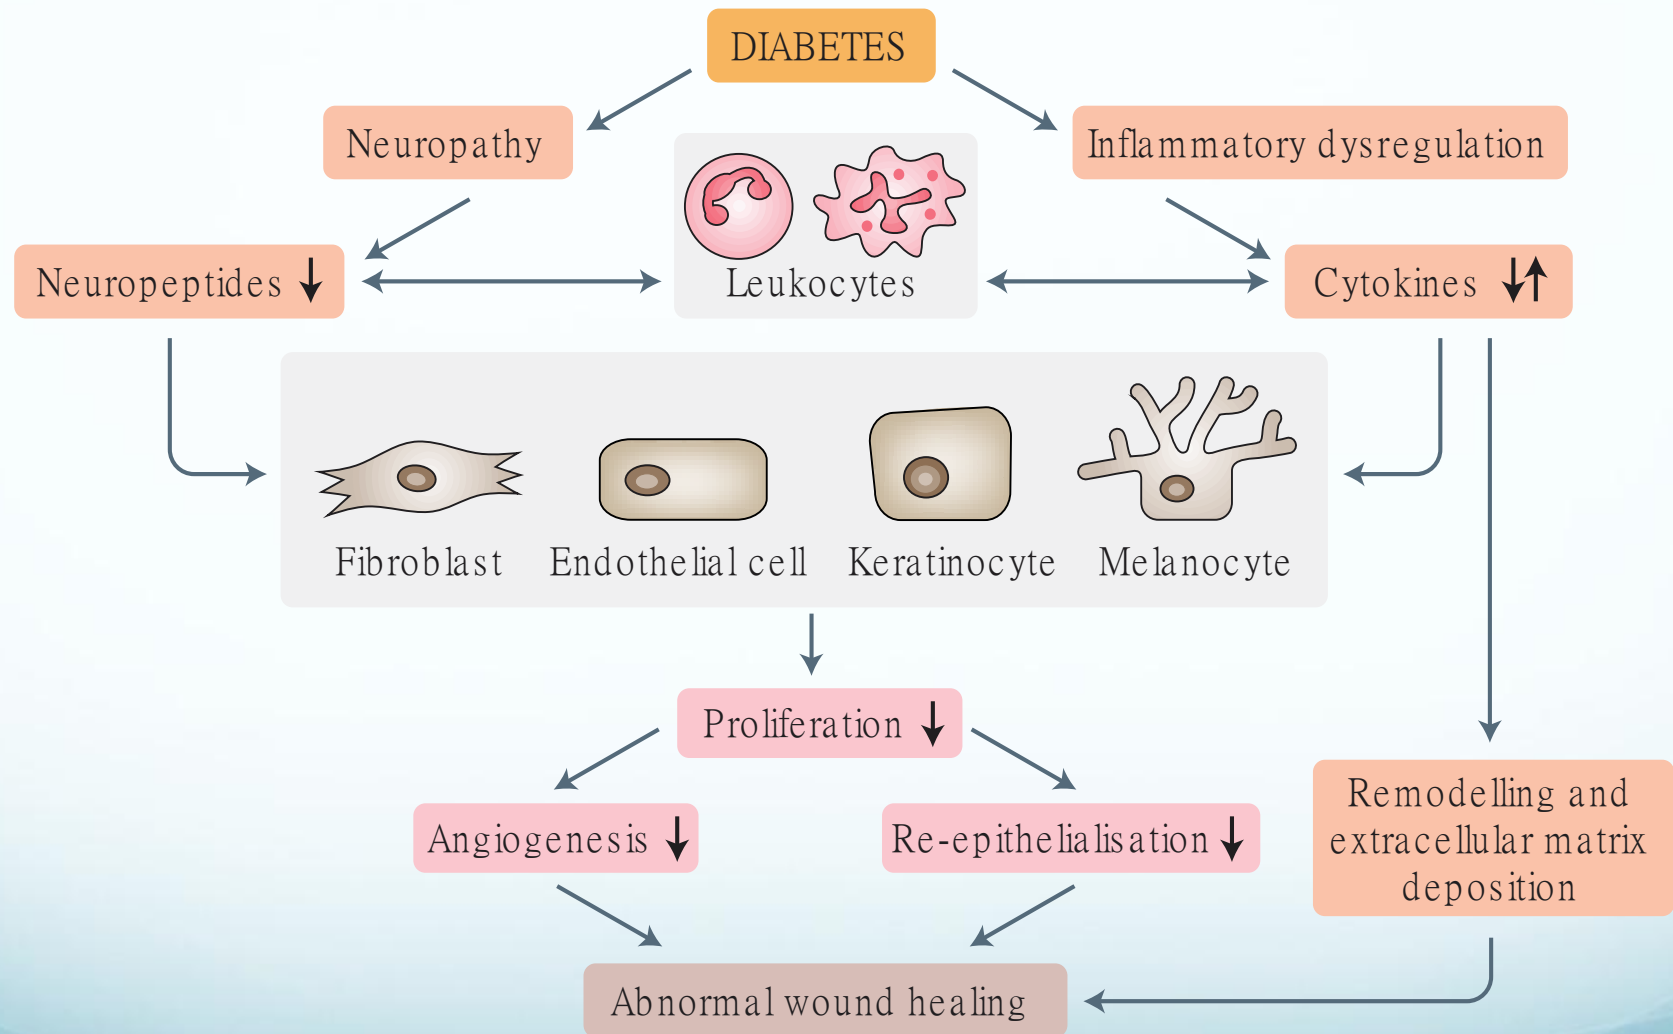 DIABETES
Neuropathy
Inflammatory dysregulation
Neuropeptides ↓
Leukocytes
Cytokines ↓↑
Fibroblast
Endothelial cell
Keratinocyte
Melanocyte
Proliferation ↓
Angiogenesis ↓
Re-epithelialisation ↓
Remodelling and
extracellular matrix
deposition
Abnormal wound healing